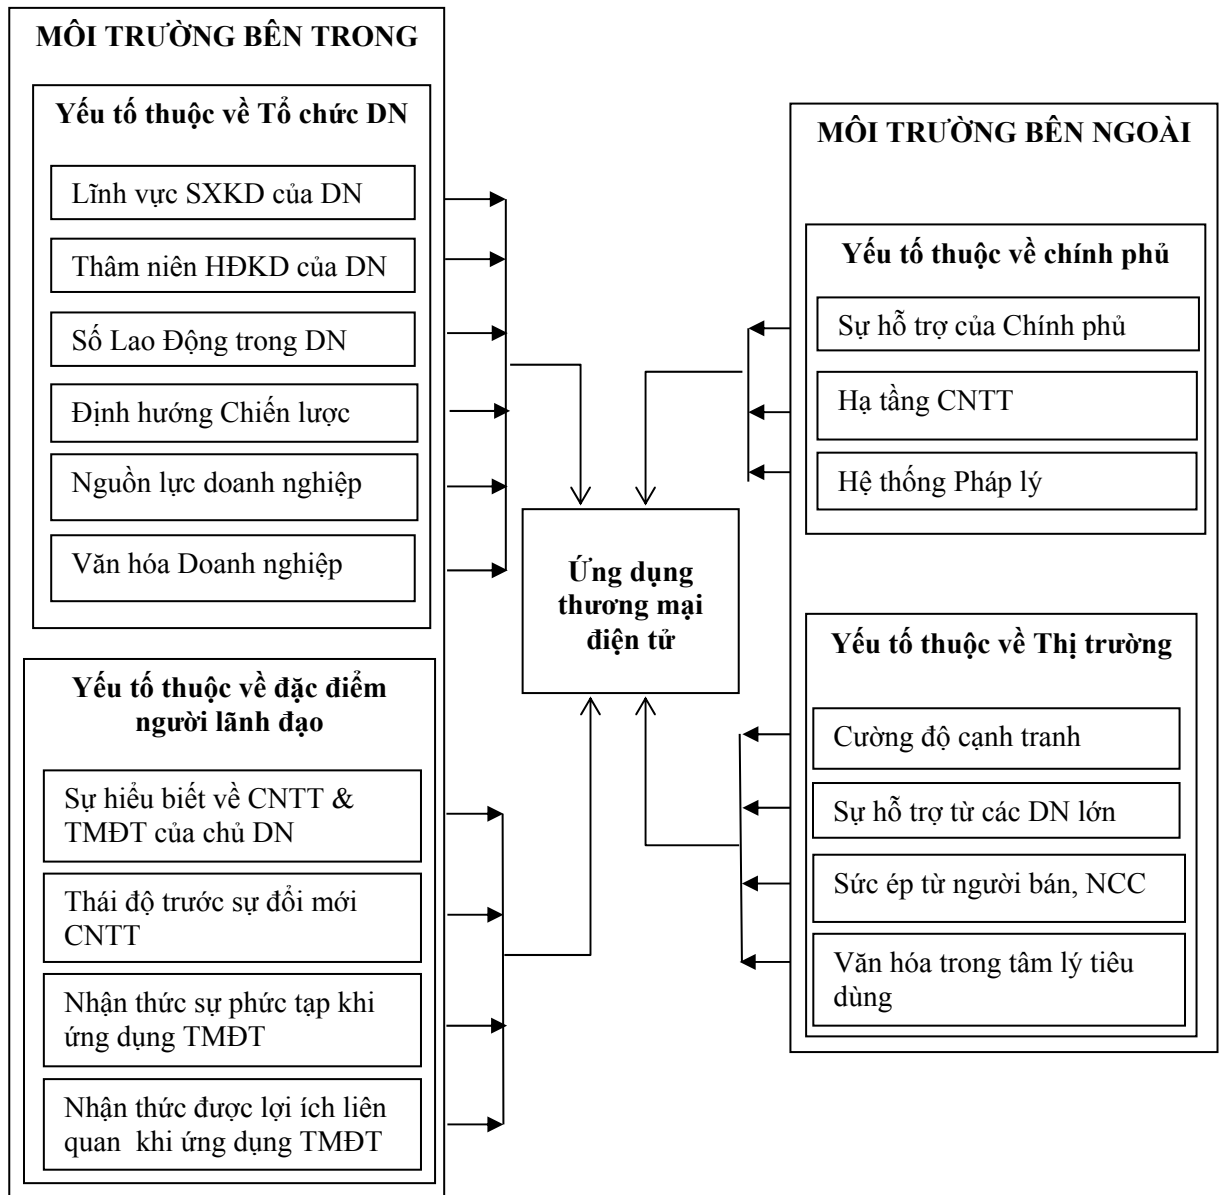 MÔI TRƯỜNG BÊN TRONG
Yếu tố thuộc về Tổ chức DN
Lĩnh vực SXKD của DN
Thâm niên HĐKD của DN
Số Lao Động trong DN
Định hướng Chiến lược
Nguồn lực doanh nghiệp
Văn hóa Doanh nghiệp
Yếu tố thuộc về đặc điểm
người lãnh đạo
Sự hiểu biết về CNTT &
TMĐT của chủ DN
Thái độ trước sự đổi mới
CNTT
Nhận thức sự phức tạp khi
ứng dụng TMĐT
Nhận thức được lợi ích liên
quan khi ứng dụng TMĐT
Ứng dụng
thương mại
điện tử
MÔI TRƯỜNG BÊN NGOÀI
Yếu tố thuộc về chính phủ
Sự hỗ trợ của Chính phủ
Hạ tầng CNTT
Hệ thống Pháp lý
Yếu tố thuộc về Thị trường
Cường độ cạnh tranh
Sự hỗ trợ từ các DN lớn
Sức ép từ người bán, NCC
Văn hóa trong tâm lý tiêu
dùng